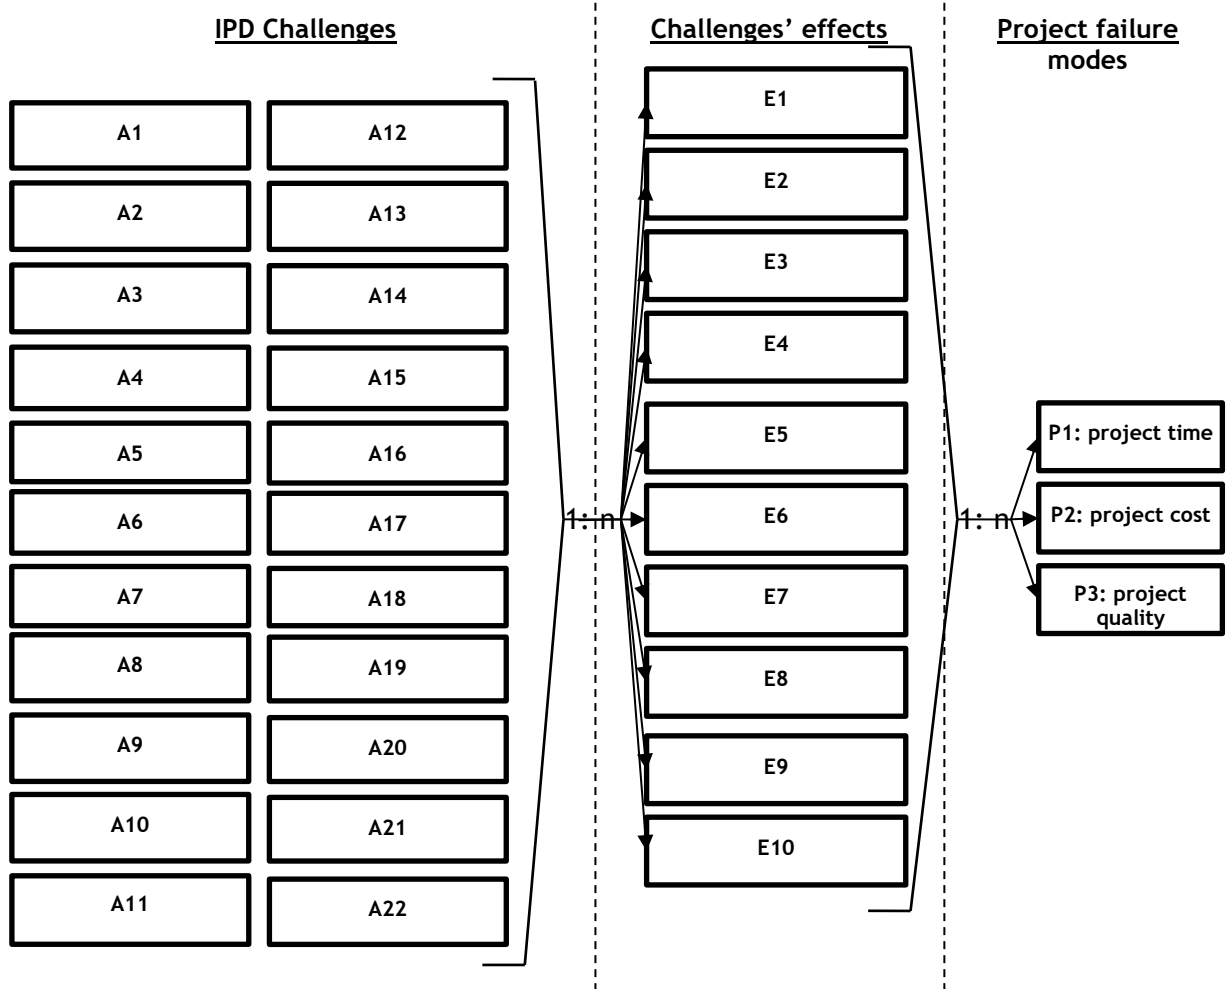 IPD Challenges
A1
A2
A3
A4
A5
A6
A7
A8
A9
A10
A11
A12
A13
A14
A15
A16
A17
A18
A19
A20
A21
A22
1: n
Challenges’ effects
E1
E2
E3
E4
E5
E6
E7
E8
E9
E10
1: n
Project failure
modes
P1: project time
P2: project cost
P3: project
quality